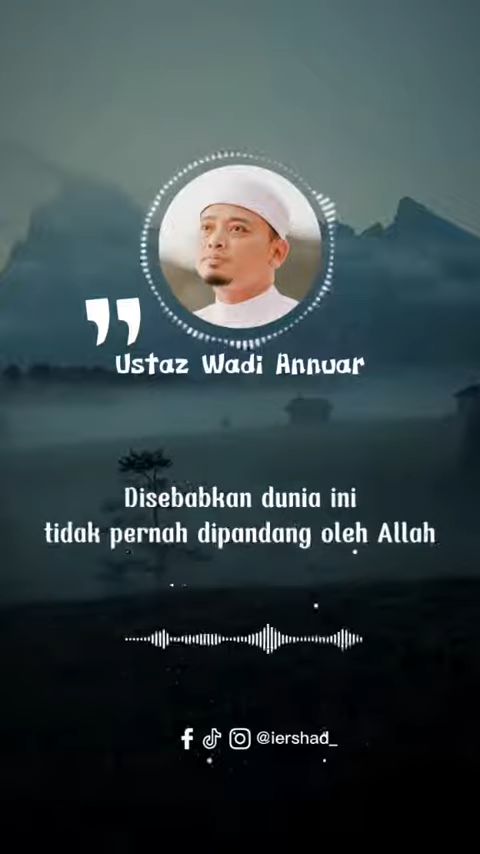 Ustaz Wadi Annuar
Disebabkan dunia ini
tidak pernah dipandang oleh Allah
@iershad_